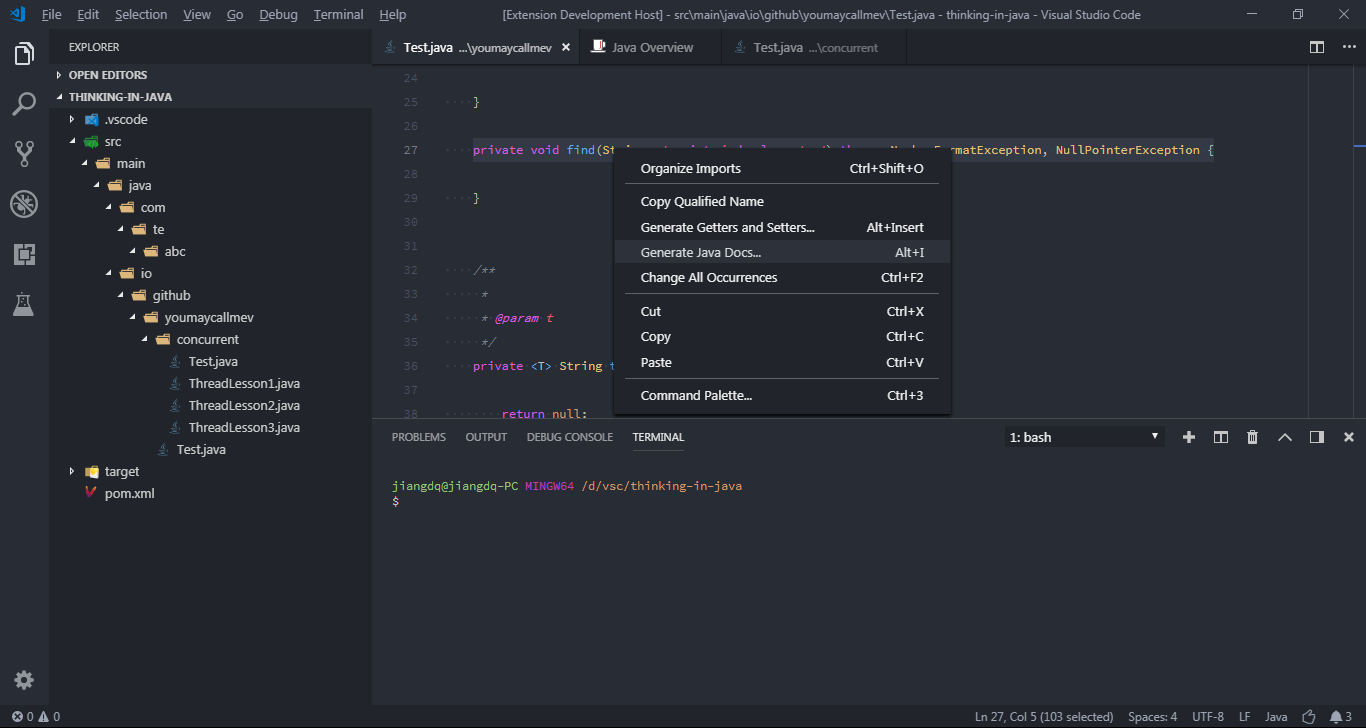 File Edit Selection View Go Debug Terminal Help [Extension Development Host] - src\main\java\io\github\youmaycallmev\Test.java - thinking-in-java - Visual Studio Code
EXPLORER
OPEN EDITORS
THINKING-IN-JAVA
.vscode
src
main
java
com
te
abc
io
github
youmaycallmev
concurrent
Test.java
ThreadLesson1.java
ThreadLesson2.java
ThreadLesson3.java
Test.java
target
pom.xml
Test.java ...\youmaycallmev Java Overview Test.java ...\concurrent
24
25 }
26
27 private void find( FormatException, NullPointerException {
28
29 }
30
31
32 /**
33 *
34 * @param t
35 */
36 private <T> String
37
38 return null;
Organize Imports Ctrl+Shift+O
Copy Qualified Name
Generate Getters and Setters... Alt+Insert
Generate Java Docs... Alt+I
Change All Occurrences Ctrl+F2
Cut Ctrl+X
Copy Ctrl+C
Paste Ctrl+V
Command Palette... Ctrl+3
PROBLEMS OUTPUT DEBUG CONSOLE TERMINAL 1: bash
jiangdq@jiangdq-PC MINGW64 /d/vsc/thinking-in-java
$
0 0 Ln 27, Col 5 (103 selected) Spaces: 4 UTF-8 LF Java 3